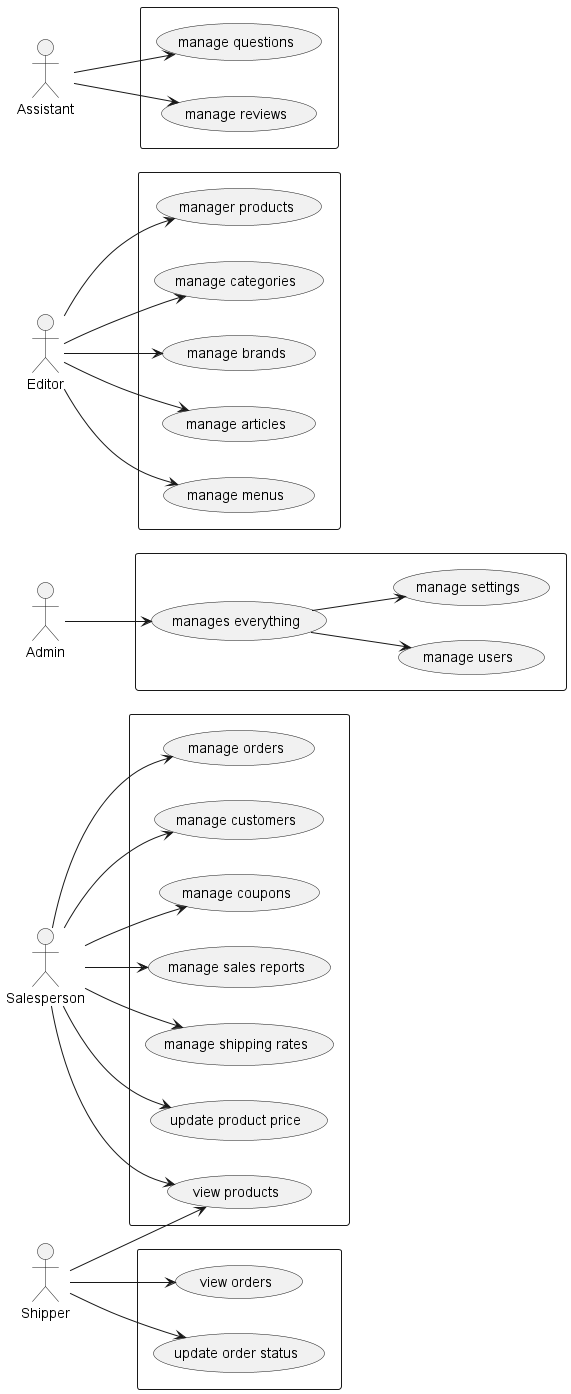 manage questions
Assistant
manage reviews
manager products
manage categories
manage brands
Editor
manage articles
manage menus
manage settings
manages everything
Admin
manage users
manage orders
manage customers
manage coupons
manage sales reports
Salesperson
manage shipping rates
update product price
view products
view orders
Shipper
update order status